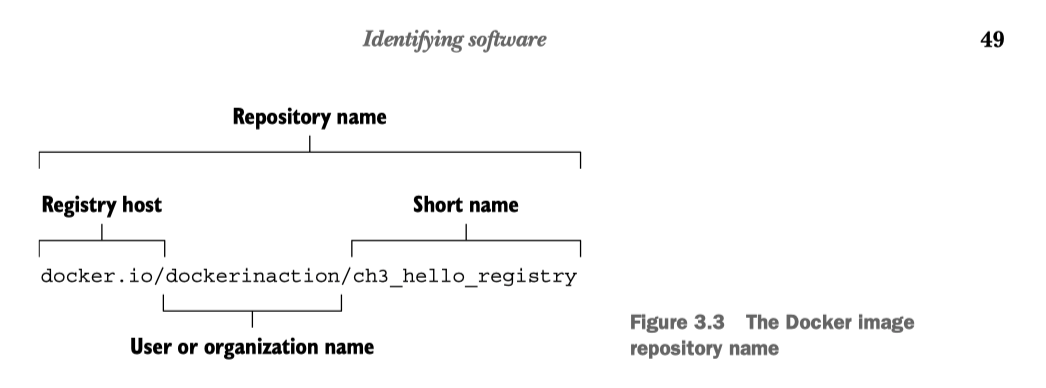 Identifying software
49
Repository name
Registry host
Short name
docker.io/dockerinaction/ch3_hello_registry
User or organization name
Figure 3.3 The Docker image
repository name